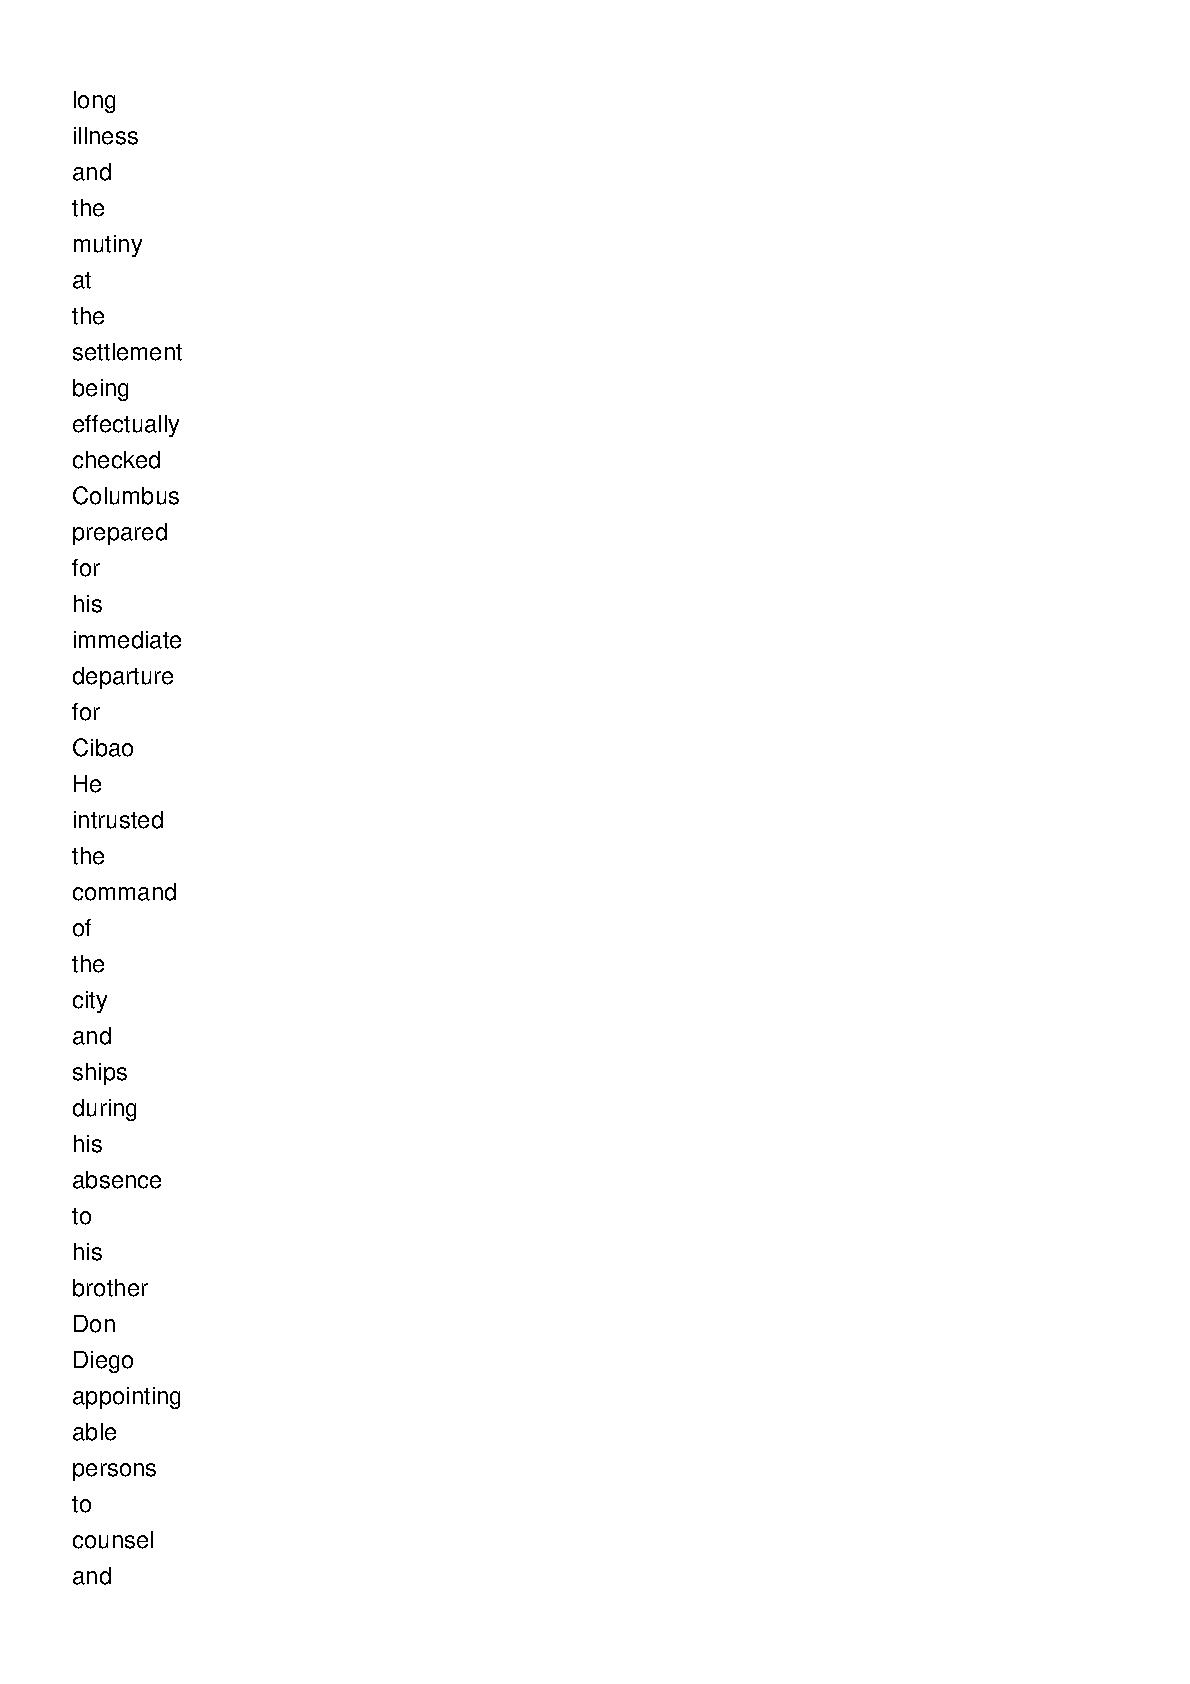 long
illness
and
the
mutiny
at
the
settlement
being
effectually
checked
Columbus
prepared
for
his
immediate
departure
for
Cibao
He
intrusted
the
command
of
the
city
and
ships
during
his
absence
to
his
brother
Don
Diego
appointing
able
persons
to
counsel
and